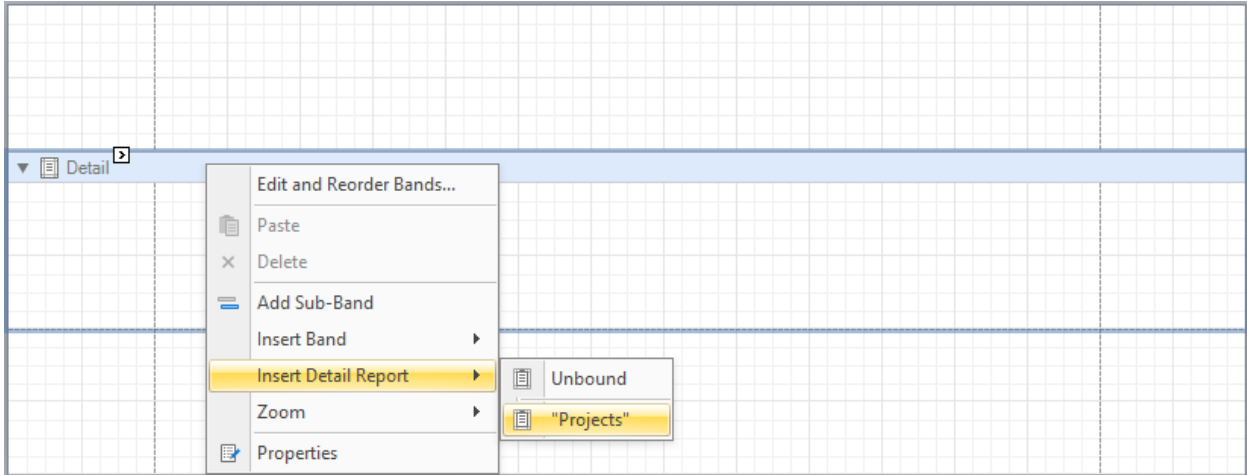 Detail
Edit and Reorder Bands...
Paste
Delete
Add Sub-Band
Insert Band
Insert Detail Report
Unbound
Zoom
"Projects"
Properties